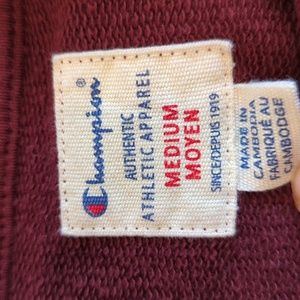 Champion
AUTHENTIC
ATHLETIC APPAREL
MEDIUM
MOYEN
SINCE/DEPUIS 1919
MADE IN
CAMBODIA
FABRIQUÉ AU
CAMBODGE